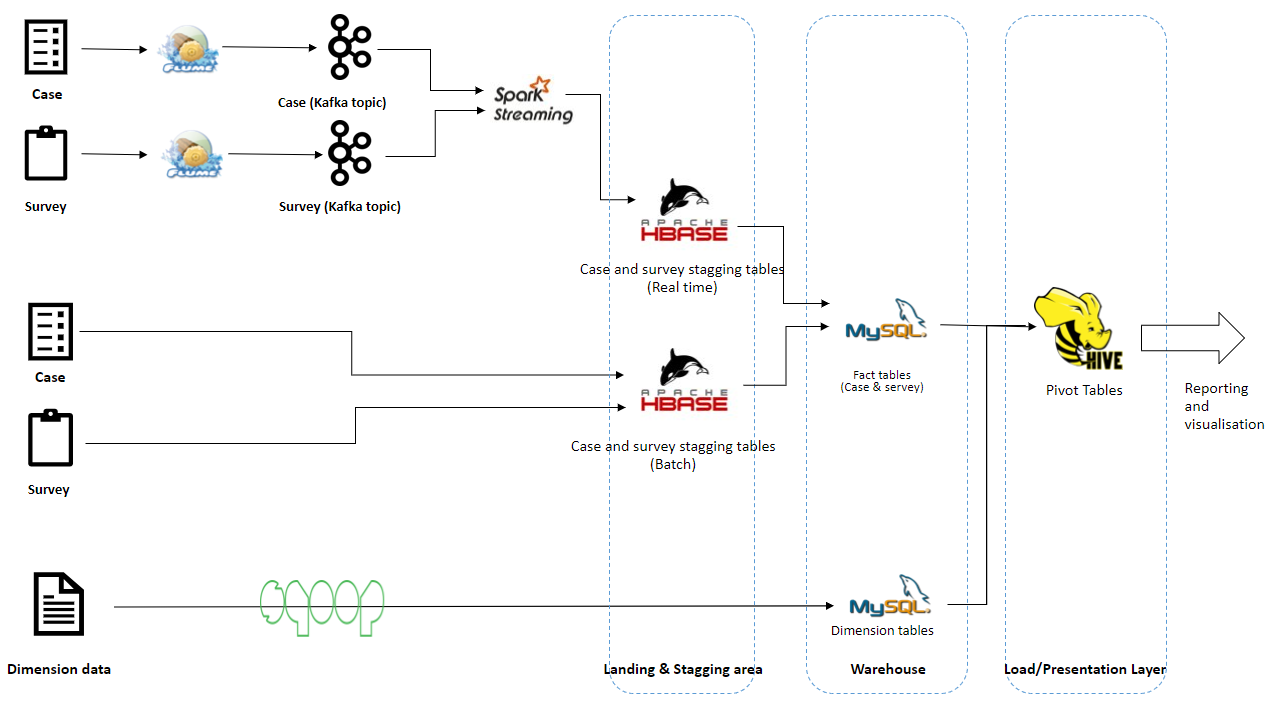 Case
flume
Case (Kafka topic)
Spark
Streaming
Survey
flume
Survey (Kafka topic)
APACHE
HBASE
Case and survey stagging tables
(Real time)
Case
MySQL
Fact tables
(Case & servey)
HIVE
Pivot Tables
Reporting
and
visualisation
Survey
APACHE
HBASE
Case and survey stagging tables
(Batch)
Dimension data
sqoop
MySQL
Dimension tables
Landing & Stagging area
Warehouse
Load/Presentation Layer